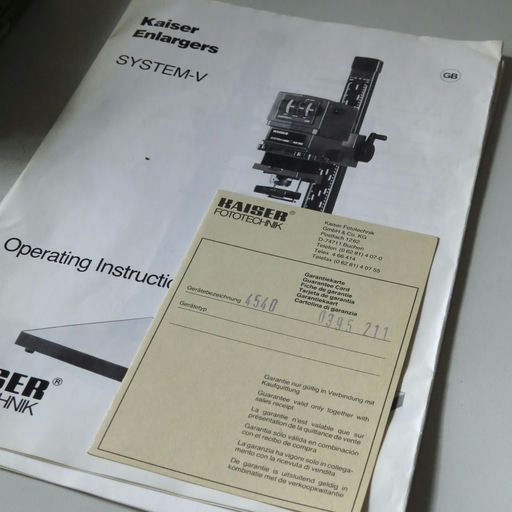 Kaiser
Enlargers
SYSTEM-V
GB
KAISER
Operating Instructi
KAISER®
FOTOTECHNIK
Kaiser Fototechnik
GmbH & Co. KG
Postfach 1262
D-74711 Buchen
Telefon (0 62 81) 4 07-0
Telex 4 66 414
Telefax (0 62 81) 4 07 55
Garantiekarte
Guarantee Card
Fiche de garantie
Tarjeta de garantía
Garantiekaart
Cartolina di garanzia
Gerätebezeichnung 4540
0395 211
Gerätetyp
Garantie nur gültig in Verbindung mit
Kaufquittung
Guarantee valid only together with
sales receipt
La garantie n'est valable que sur
présentation de la quittance de vente
Garantía sólo válida en combinación
con el recibo de compra
La garanzia ha vigore solo in collega-
mento con la ricevuta di vendita
De garantie is uitsluitend geldig in
kombinatie met de verkoopkwitantie
SER®
HNIK